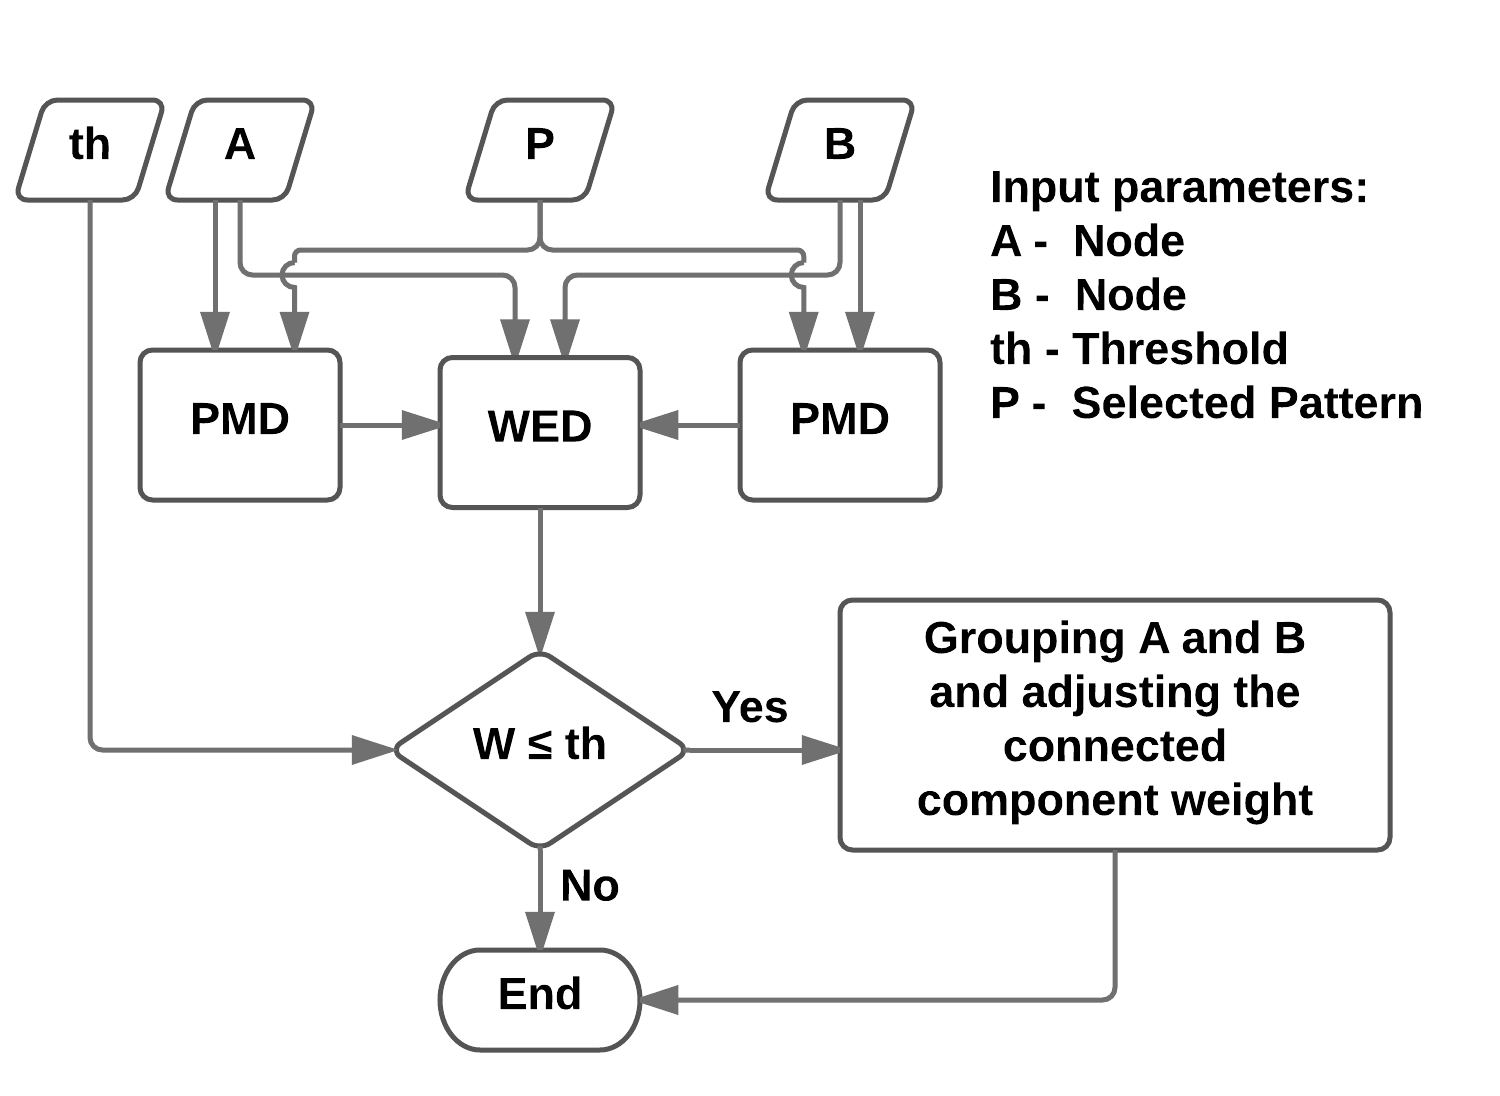 th
A
P
B
Input parameters:
A - Node
B - Node
th - Threshold
P - Selected Pattern
PMD
WED
PMD
Grouping A and B
and adjusting the
connected
component weight
Yes
W ≤ th
No
End